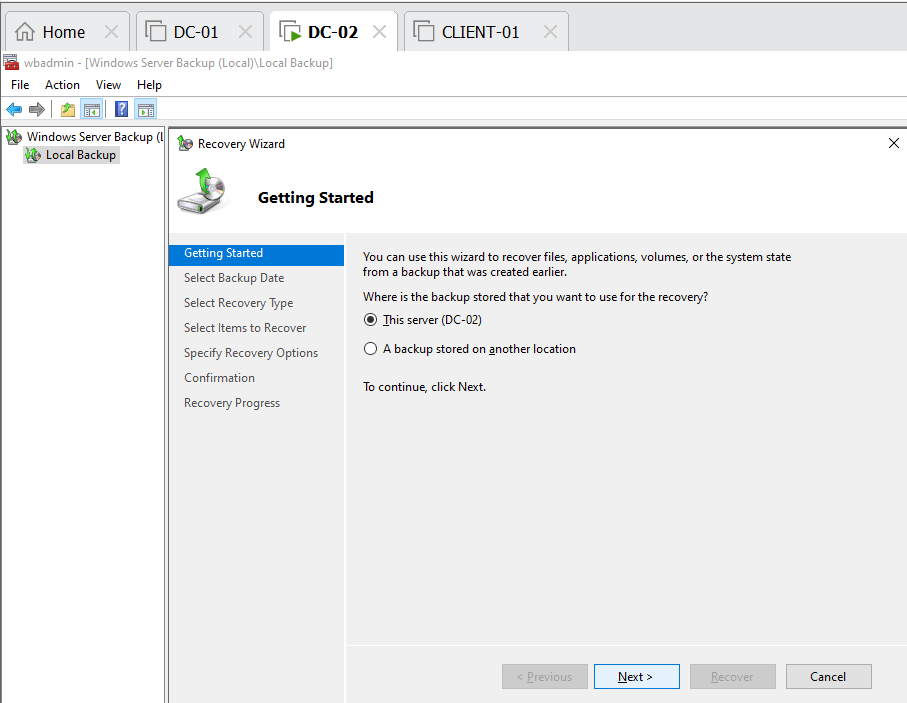 Home
DC-01
DC-02
CLIENT-01
wbadmin - [Windows Server Backup (Local)\Local Backup]
File Action View Help
Windows Server Backup (L
Local Backup
Recovery Wizard
Getting Started
Getting Started
Select Backup Date
Select Recovery Type
Select Items to Recover
Specify Recovery Options
Confirmation
Recovery Progress
You can use this wizard to recover files, applications, volumes, or the system state
from a backup that was created earlier.
Where is the backup stored that you want to use for the recovery?
This server (DC-02)
A backup stored on another location
To continue, click Next.
< Previous
Next >
Recover
Cancel